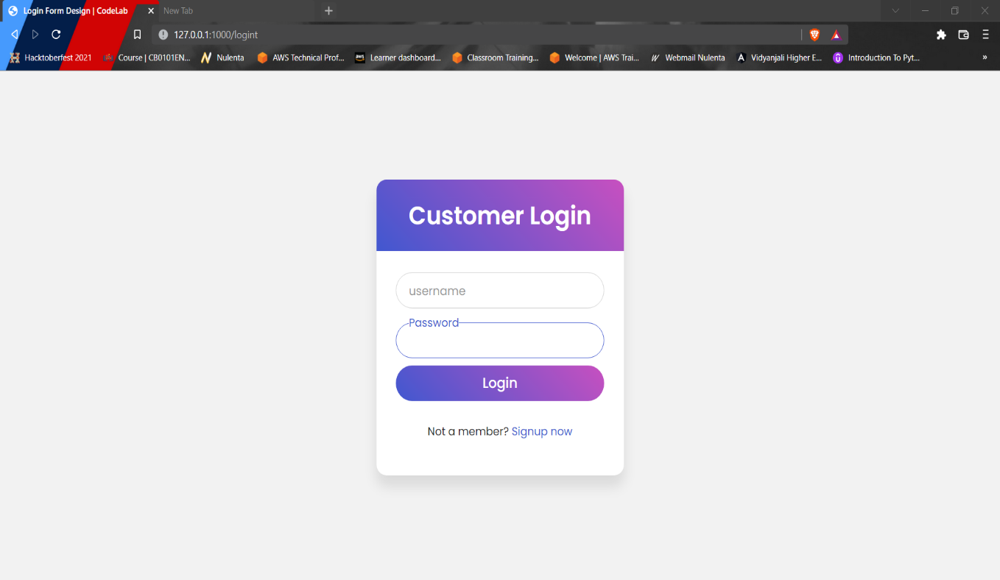 Login Form Design | CodeLab
New Tab
127.0.0.1:1000/logint
Hacktoberfest 2021
Course | CB0101EN...
Nulenta
AWS Technical Prof...
aws
Learner dashboard...
Classroom Training...
Welcome | AWS Trai...
Webmail Nulenta
Vidyanjali Higher E...
Introduction To Pyt...
Customer Login
username
Password
Login
Not a member? Signup now